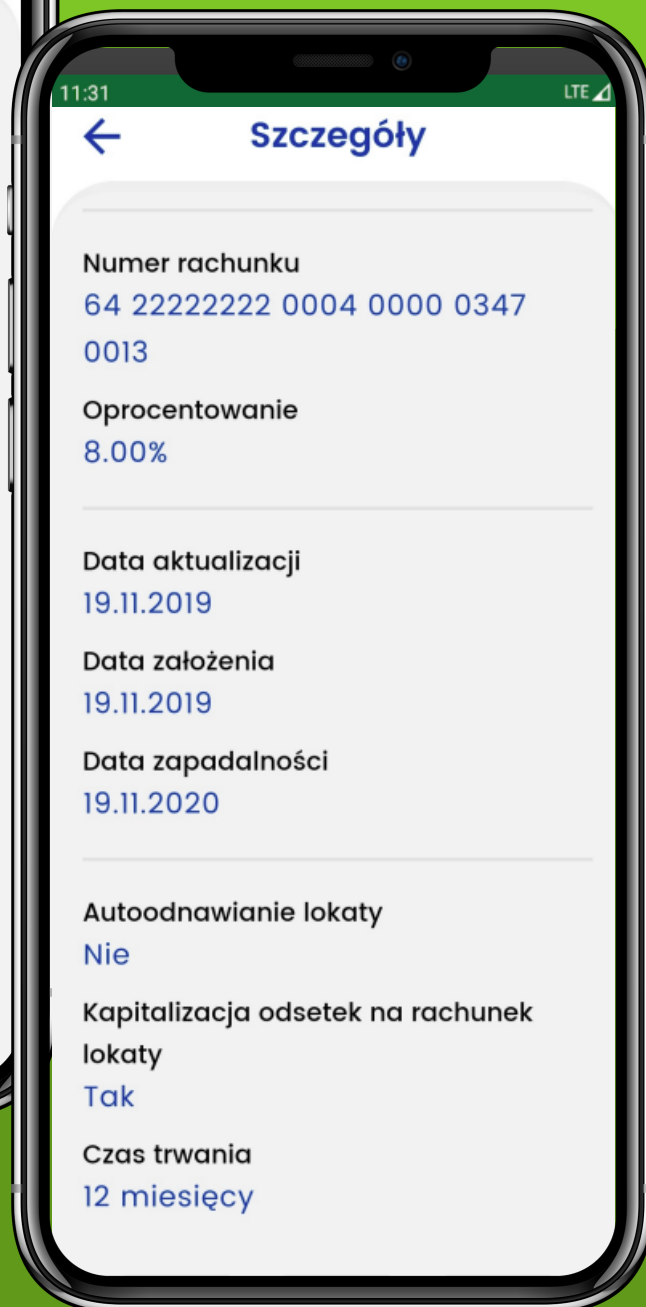 11:31
LTE
Szczegóły
Numer rachunku
64 22222222 0004 0000 0347
0013
Oprocentowanie
8.00%
Data aktualizacji
19.11.2019
Data założenia
19.11.2019
Data zapadalności
19.11.2020
Autoodnawianie lokaty
Nie
Kapitalizacja odsetek na rachunek
lokaty
Tak
Czas trwania
12 miesięcy